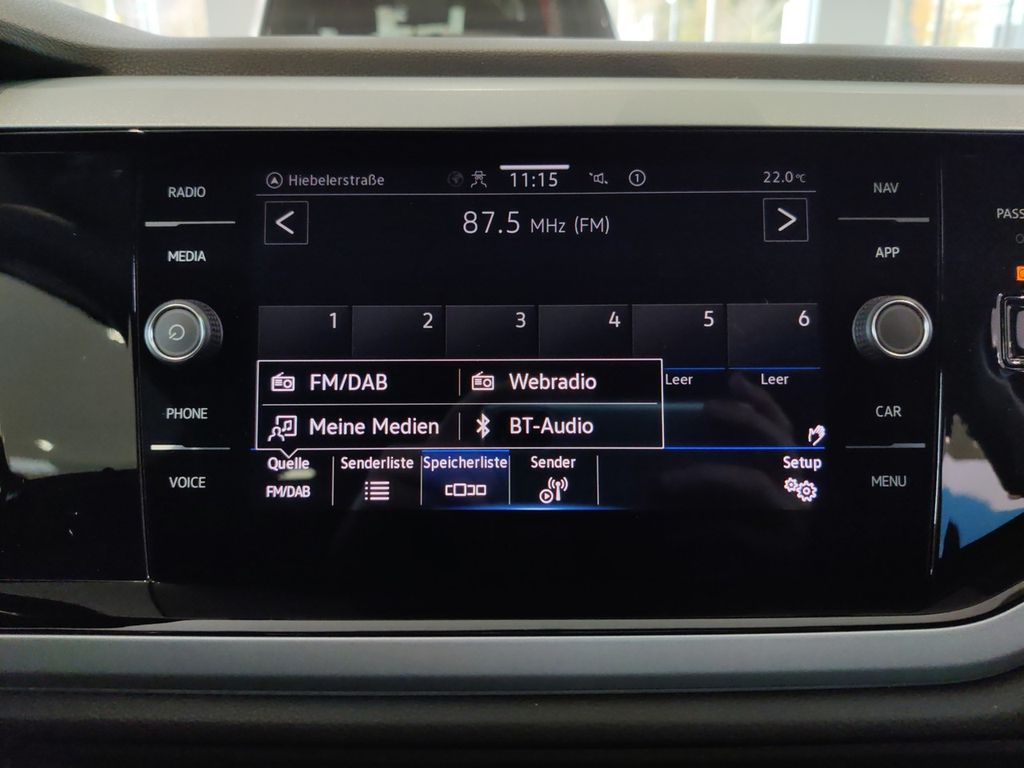 RADIO
MEDIA
PHONE
VOICE
Hiebelerstraße 11:15 1 22.0°C
< 87.5 MHz (FM) >
1 2 3 4 5 6
Leer Leer
FM/DAB Webradio
Meine Medien BT-Audio
Quelle Senderliste Speicherliste Sender Setup
FM/DAB
NAV
APP
CAR
MENU
PASS